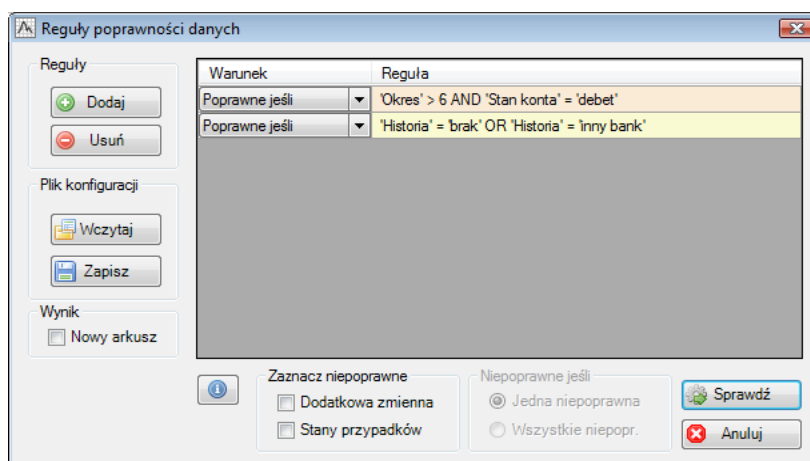 Reguły poprawności danych
Reguły
Dodaj
Usuń
Plik konfiguracji
Wczytaj
Zapisz
Wynik
Nowy arkusz
Warunek Reguła
Poprawne jeśli 'Okres' > 6 AND 'Stan konta' = 'debet'
Poprawne jeśli 'Historia' = 'brak' OR 'Historia' = 'inny bank'
Zaznacz niepoprawne
Dodatkowa zmienna
Stany przypadków
Niepoprawne jeśli
Jedna niepoprawna
Wszystkie niepopr.
Sprawdź
Anuluj